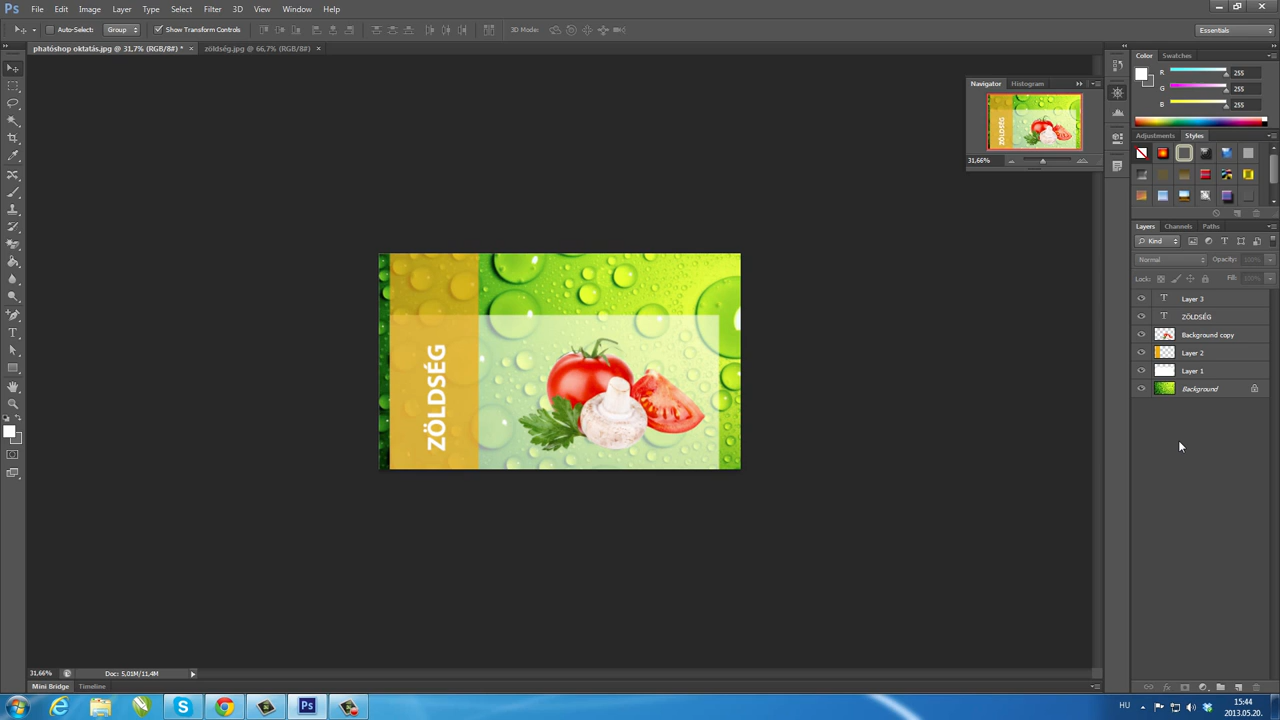 Ps File Edit Image Layer Type Select Filter 3D View Window Help
Auto-Select: Group Show Transform Controls 3D Mode: Essentials
phatóshop oktatás.jpg @ 31,7% (RGB/8#) * × zöldség.jpg @ 66,7% (RGB/8#) ×
Color Swatches
R 255
G 255
B 255
Navigator Histogram
ZÖLDSÉG
31,66%
Adjustments Styles
Layers Channels Paths
Kind
Normal Opacity: 100%
Lock: Fill: 100%
Layer 3
ZÖLDSÉG
Background copy
Layer 2
Layer 1
Background
ZÖLDSÉG
31,66% Doc: 5,01M/11,4M
Mini Bridge Timeline
Ps
HU 15:44
2013.05.20.